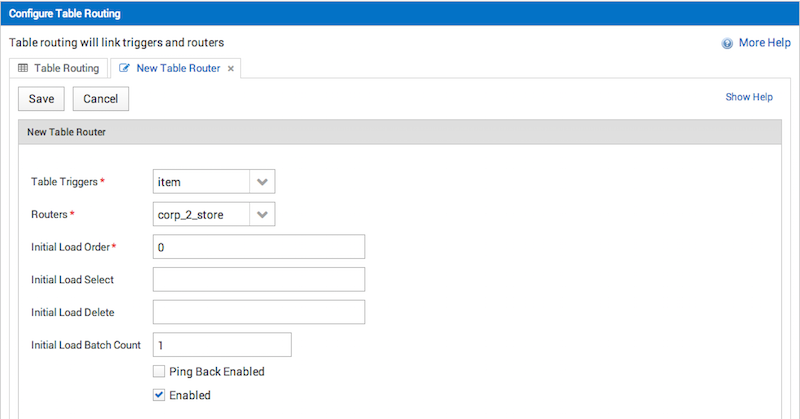 Configure Table Routing
Table routing will link triggers and routers
More Help
Table Routing
New Table Router ×
Save
Cancel
Show Help
New Table Router
Table Triggers * item
Routers * corp_2_store
Initial Load Order * 0
Initial Load Select
Initial Load Delete
Initial Load Batch Count 1
Ping Back Enabled
Enabled